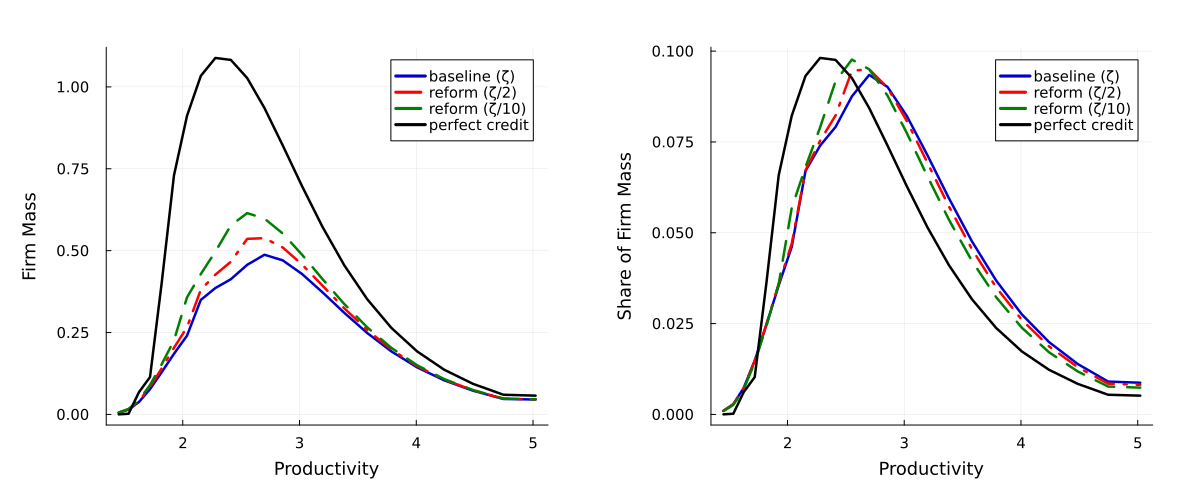 Firm Mass
1.00
0.75
0.50
0.25
0.00
2
3
4
5
Productivity
baseline (ζ)
reform (ζ/2)
reform (ζ/10)
perfect credit
Share of Firm Mass
0.100
0.075
0.050
0.025
0.000
2
3
4
5
Productivity
baseline (ζ)
reform (ζ/2)
reform (ζ/10)
perfect credit